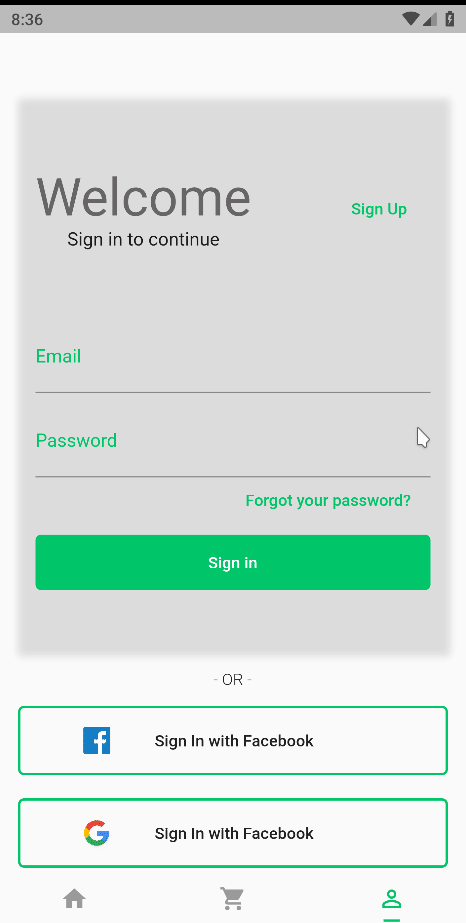 8:36
Welcome
Sign Up
Sign in to continue
Email
Password
Forgot your password?
Sign in
- OR -
Sign In with Facebook
Sign In with Facebook